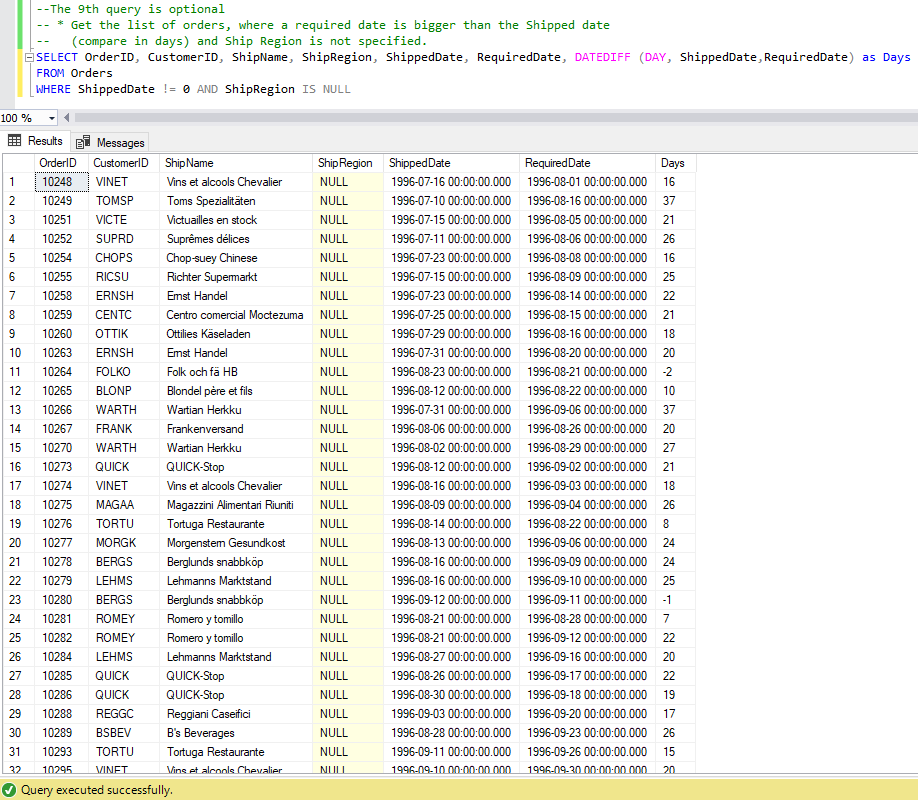 --The 9th query is optional
-- * Get the list of orders, where a required date is bigger than the Shipped date
-- (compare in days) and Ship Region is not specified.
SELECT OrderID, CustomerID, ShipName, ShipRegion, ShippedDate, RequiredDate, DATEDIFF (DAY, ShippedDate,RequiredDate) as Days
FROM Orders
WHERE ShippedDate != 0 AND ShipRegion IS NULL
100 %
Results Messages
OrderID CustomerID ShipName ShipRegion ShippedDate RequiredDate Days
1 10248 VINET Vins et alcools Chevalier NULL 1996-07-16 00:00:00.000 1996-08-01 00:00:00.000 16
2 10249 TOMSP Toms Spezialitäten NULL 1996-07-10 00:00:00.000 1996-08-16 00:00:00.000 37
3 10251 VICTE Victuailles en stock NULL 1996-07-15 00:00:00.000 1996-08-05 00:00:00.000 21
4 10252 SUPRD Suprêmes délices NULL 1996-07-11 00:00:00.000 1996-08-06 00:00:00.000 26
5 10254 CHOPS Chop-suey Chinese NULL 1996-07-23 00:00:00.000 1996-08-08 00:00:00.000 16
6 10255 RICSU Richter Supermarkt NULL 1996-07-15 00:00:00.000 1996-08-09 00:00:00.000 25
7 10258 ERNSH Ernst Handel NULL 1996-07-23 00:00:00.000 1996-08-14 00:00:00.000 22
8 10259 CENTC Centro comercial Moctezuma NULL 1996-07-25 00:00:00.000 1996-08-15 00:00:00.000 21
9 10260 OTTIK Ottilies Käseladen NULL 1996-07-29 00:00:00.000 1996-08-16 00:00:00.000 18
10 10263 ERNSH Ernst Handel NULL 1996-07-31 00:00:00.000 1996-08-20 00:00:00.000 20
11 10264 FOLKO Folk och fä HB NULL 1996-08-23 00:00:00.000 1996-08-21 00:00:00.000 -2
12 10265 BLONP Blondel père et fils NULL 1996-08-12 00:00:00.000 1996-08-22 00:00:00.000 10
13 10266 WARTH Wartian Herkku NULL 1996-07-31 00:00:00.000 1996-09-06 00:00:00.000 37
14 10267 FRANK Frankenversand NULL 1996-08-06 00:00:00.000 1996-08-26 00:00:00.000 20
15 10270 WARTH Wartian Herkku NULL 1996-08-02 00:00:00.000 1996-08-29 00:00:00.000 27
16 10273 QUICK QUICK-Stop NULL 1996-08-12 00:00:00.000 1996-09-02 00:00:00.000 21
17 10274 VINET Vins et alcools Chevalier NULL 1996-08-16 00:00:00.000 1996-09-03 00:00:00.000 18
18 10275 MAGAA Magazzini Alimentari Riuniti NULL 1996-08-09 00:00:00.000 1996-09-04 00:00:00.000 26
19 10276 TORTU Tortuga Restaurante NULL 1996-08-14 00:00:00.000 1996-08-22 00:00:00.000 8
20 10277 MORGK Morgenstern Gesundkost NULL 1996-08-13 00:00:00.000 1996-09-06 00:00:00.000 24
21 10278 BERGS Berglunds snabbköp NULL 1996-08-16 00:00:00.000 1996-09-09 00:00:00.000 24
22 10279 LEHMS Lehmanns Marktstand NULL 1996-08-16 00:00:00.000 1996-09-10 00:00:00.000 25
23 10280 BERGS Berglunds snabbköp NULL 1996-09-12 00:00:00.000 1996-09-11 00:00:00.000 -1
24 10281 ROMEY Romero y tomillo NULL 1996-08-21 00:00:00.000 1996-08-28 00:00:00.000 7
25 10282 ROMEY Romero y tomillo NULL 1996-08-21 00:00:00.000 1996-09-12 00:00:00.000 22
26 10284 LEHMS Lehmanns Marktstand NULL 1996-08-27 00:00:00.000 1996-09-16 00:00:00.000 20
27 10285 QUICK QUICK-Stop NULL 1996-08-26 00:00:00.000 1996-09-17 00:00:00.000 22
28 10286 QUICK QUICK-Stop NULL 1996-08-30 00:00:00.000 1996-09-18 00:00:00.000 19
29 10288 REGGC Reggiani Caseifici NULL 1996-09-03 00:00:00.000 1996-09-20 00:00:00.000 17
30 10289 BSBEV B's Beverages NULL 1996-08-28 00:00:00.000 1996-09-23 00:00:00.000 26
31 10293 TORTU Tortuga Restaurante NULL 1996-09-11 00:00:00.000 1996-09-26 00:00:00.000 15
32 10295 VINET Vins et alcools Chevalier NULL 1996-09-10 00:00:00.000 1996-09-30 00:00:00.000 20
Query executed successfully.